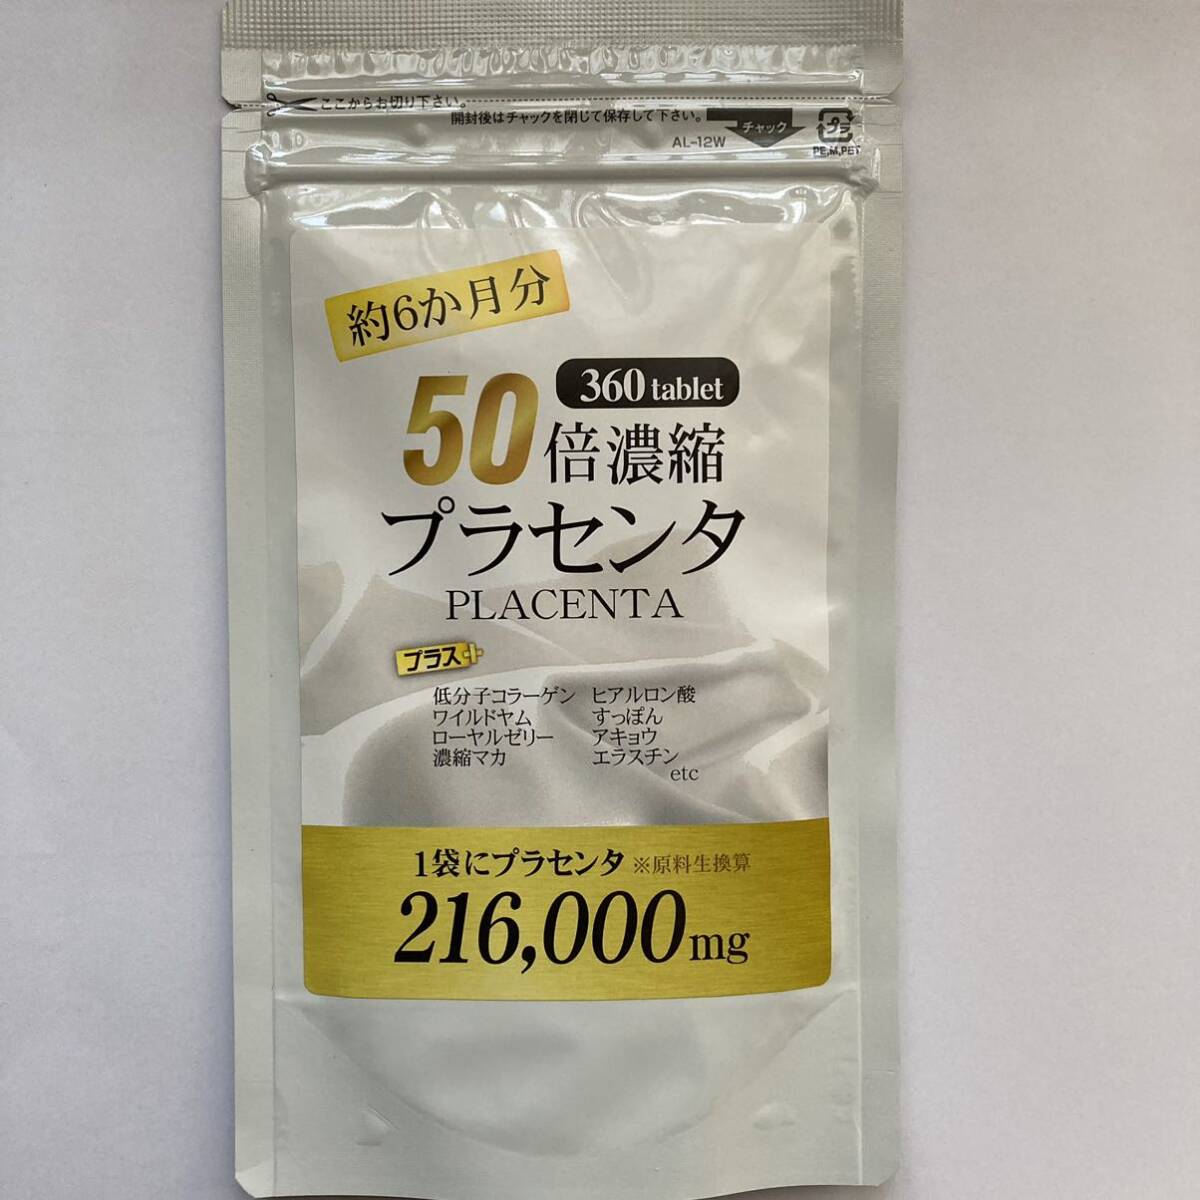 ここからお切り下さい。
開封後はチャックを閉じて保存して下さい。
チャック
プラ
AL-12W
PE,M,PET
約6か月分
360 tablet
50倍濃縮
プラセンタ
PLACENTA
プラス+
低分子コラーゲン ヒアルロン酸
ワイルドヤム すっぽん
ローヤルゼリー アキョウ
濃縮マカ エラスチン
etc
1袋にプラセンタ ※原料生換算
216,000mg